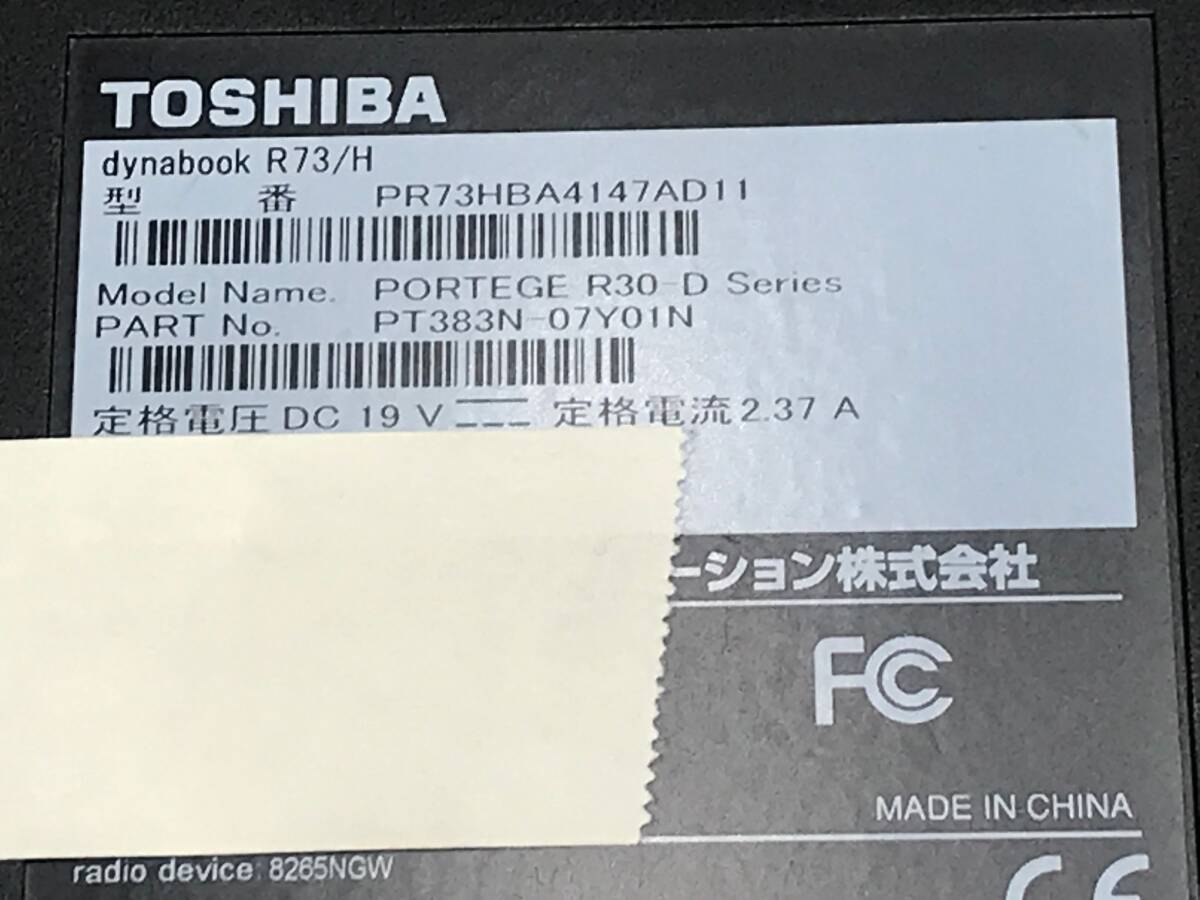 TOSHIBA
dynabook R73/H
型 番 PR73HBA4147AD11
Model Name. PORTEGE R30-D Series
PART No. PT383N-07Y01N
定格電圧 DC 19 V 定格電流 2.37 A
ーション株式会社
FC
MADE IN CHINA
radio device: 8265NGW
CE